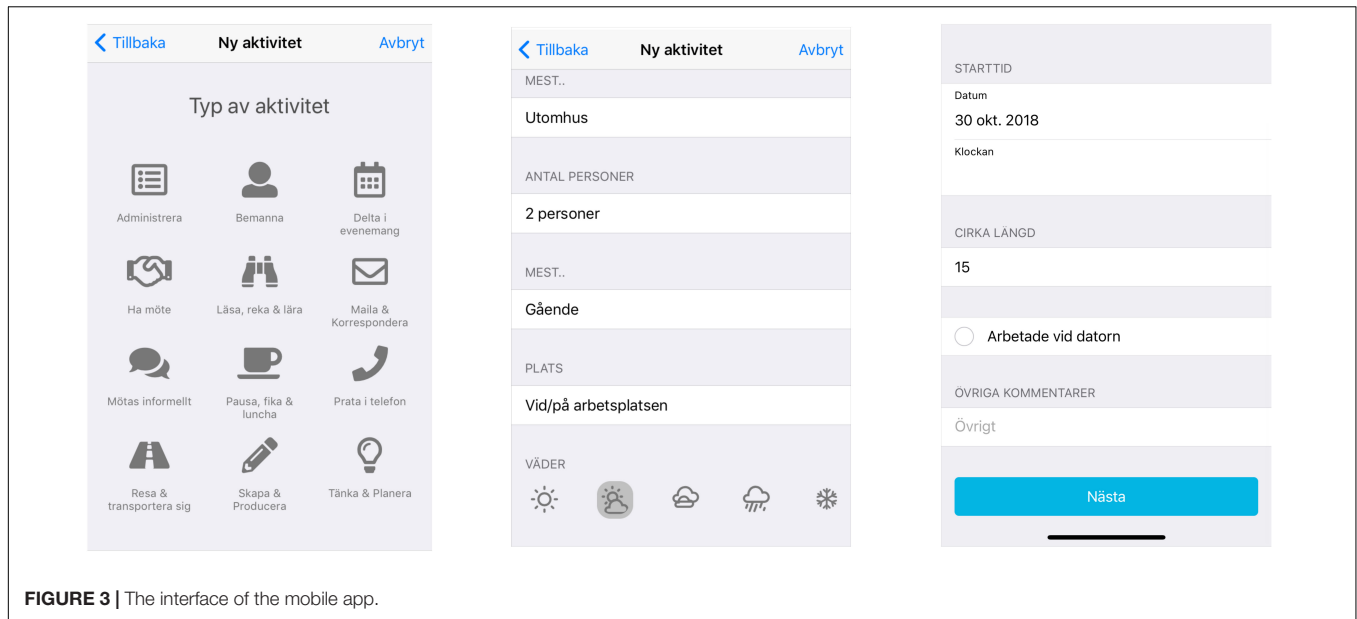 Tillbaka Ny aktivitet Avbryt
Typ av aktivitet
Administrera
Bemanna
Delta i
evenemang
Ha möte
Läsa, reka & lära
Maila &
Korrespondera
Mötas informellt
Pausa, fika &
luncha
Prata i telefon
Resa &
transportera sig
Skapa &
Producera
Tänka & Planera
Tillbaka Ny aktivitet Avbryt
MEST..
Utomhus
ANTAL PERSONER
2 personer
MEST..
Gående
PLATS
Vid/på arbetsplatsen
VÄDER
STARTTID
Datum
30 okt. 2018
Klockan
CIRKA LÄNGD
15
Arbetade vid datorn
ÖVRIGA KOMMENTARER
Övrigt
Nästa
FIGURE 3 | The interface of the mobile app.